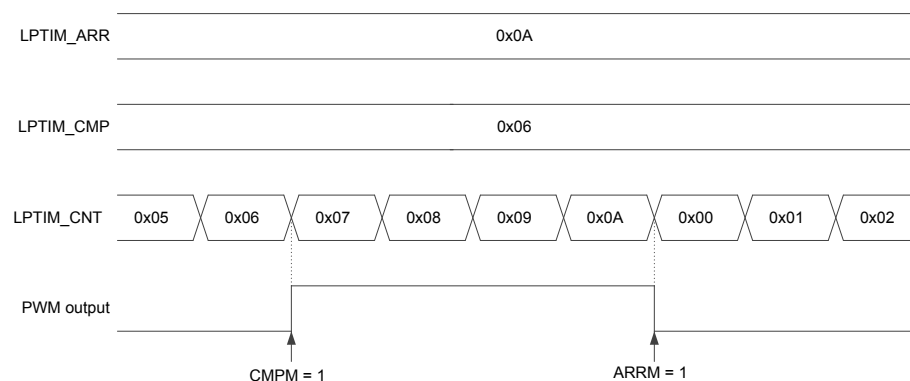 LPTIM_ARR 0x0A
LPTIM_CMP 0x06
LPTIM_CNT 0x05 0x06 0x07 0x08 0x09 0x0A 0x00 0x01 0x02
PWM output
CMPM = 1 ARRM = 1